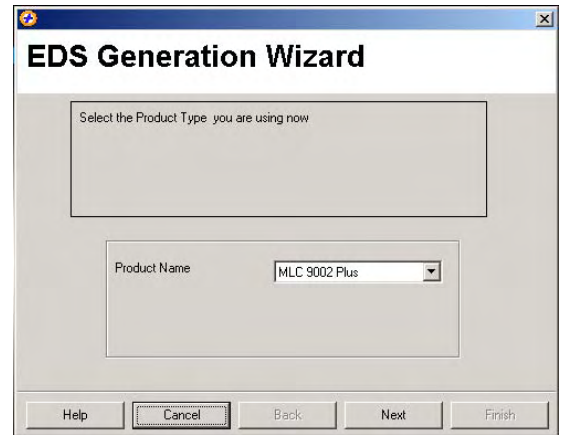 EDS Generation Wizard
Select the Product Type you are using now
Product Name
MLC 9002 Plus
Help Cancel Back Next Finish